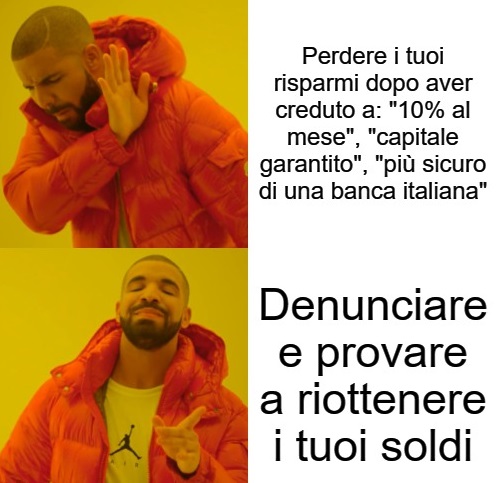 Perdere i tuoi
risparmi dopo aver
creduto a: "10% al
mese", "capitale
garantito", "più sicuro
di una banca italiana"
Denunciare
e provare
a riottenere
i tuoi soldi